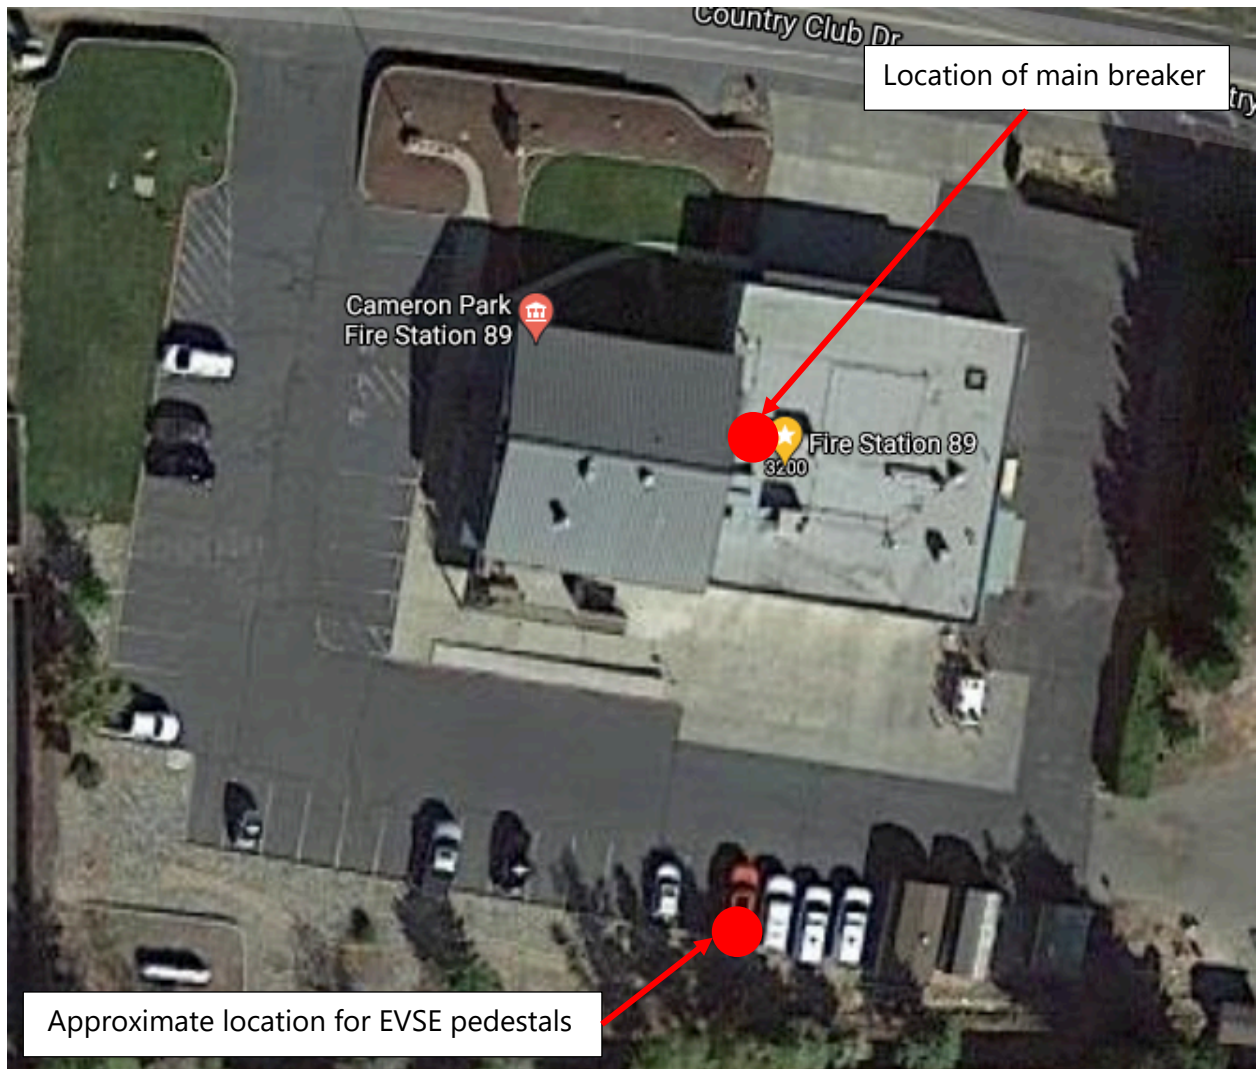 Country Club Dr
Location of main breaker
try
Cameron Park
Fire Station 89
Fire Station 89
3200
Approximate location for EVSE pedestals